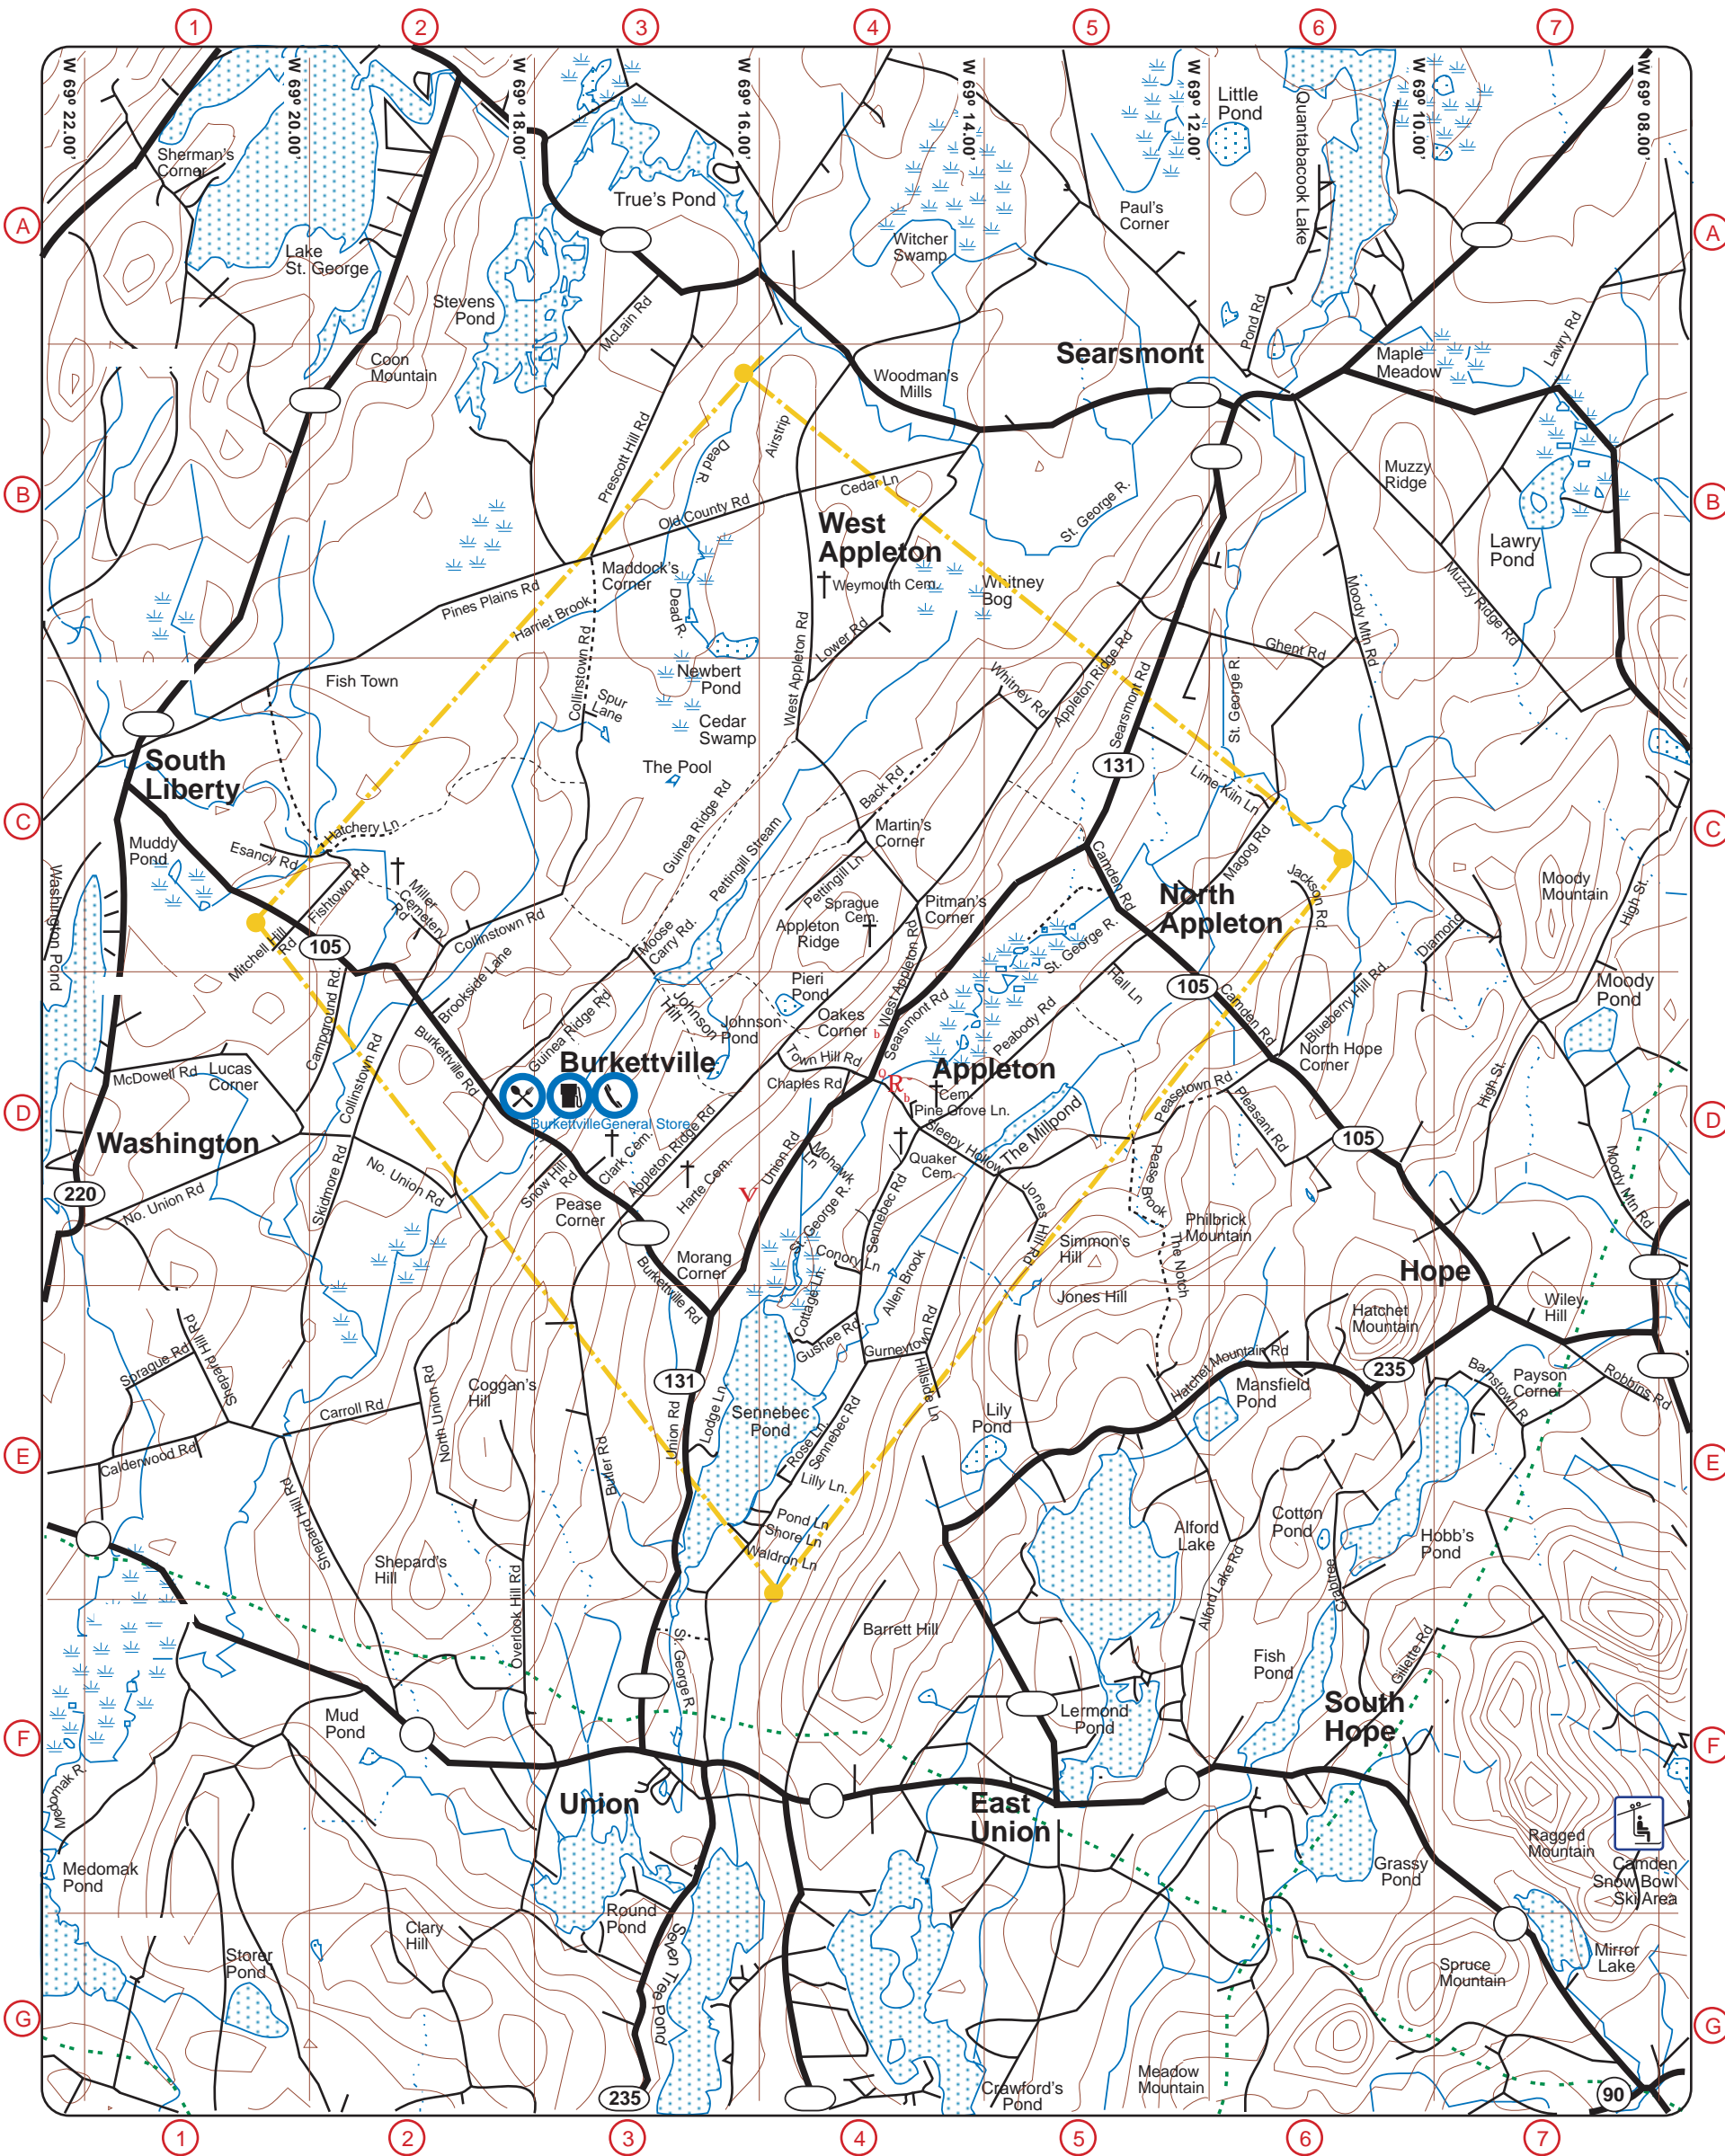 1
2
3
4
5
6
7
W 69º 22.00'
W 69º 20.00'
W 69º 18.00'
W 69º 16.00'
W 69º 14.00'
W 69º 12.00'
W 69º 10.00'
W 69º 08.00'
A
A
Sherman's
Corner
Lake
St. George
Stevens
Pond
True's Pond
McLain Rd
Witcher
Swamp
Paul's
Corner
Little
Pond
Quantabacook Lake
Pond Rd
Lawry Rd
Coon
Mountain
Woodman's
Mills
Searsmont
Maple
Meadow
B
B
Prescott Hill Rd
Dead R.
Airstrip
Old County Rd
Cedar Ln
West
Appleton
Weymouth Cem.
Whitney
Bog
St. George R.
Muzzy
Ridge
Lawry
Pond
Muzzy Ridge Rd
Moody Mtn Rd
Ghent Rd
Maddock's
Corner
Pines Plains Rd
Harriet Brook
Dead R.
Collinstown Rd
West Appleton Rd
Lower Rd
Newbert
Pond
Fish Town
Spur
Lane
Cedar
Swamp
The Pool
Whitney Rd
Appleton Ridge Rd
Searsmont Rd
St. George R.
131
South
Liberty
C
C
Muddy
Pond
Esancy Rd
Hatchery Ln
Fishtown Rd
Miller
Cemetery
Rd
Collinstown Rd
Guinea Ridge Rd
Pettingill Stream
Back Rd
Martin's
Corner
Pettingill Ln
Sprague
Cem.
Appleton
Ridge
Pitman's
Corner
Lime Kiln Ln
Magog Rd
Camden Rd
North
Appleton
Jackson Rd.
Diamond
Moody
Mountain
High St.
Washington Pond
Mitchell Hill
Rd
105
Brookside Lane
Moose
Carry Rd.
Pieri
Pond
Oakes
Corner
West Appleton Rd
Searsmont Rd
St. George R.
Hall Ln
105
Camden Rd
Blueberry Hill Rd.
Moody
Pond
Campground Rd.
Collinstown Rd
Burkettville Rd
Guinea Ridge Rd
Johnson
Hill
Johnson
Pond
Town Hill Rd
Chaples Rd
Peabody Rd
North Hope
Corner
High St.
McDowell Rd
Lucas
Corner
Burkettville
BurkettvilleGeneral Store
Appleton
Cem.
Pine Grove Ln.
Sleepy Hollow
The Millpond
Peasetown Rd
Pleasant Rd
105
D
D
Washington
220
No. Union Rd
Skidmore Rd
No. Union Rd
Snow Hill
Rd
Clark Cem.
Appleton Ridge Rd
Harte Cem.
Pease
Corner
Union Rd
Mohawk
Ln
Quaker
Cem.
St. George R.
Sennebec Rd
Jones Hill Rd
Pease Brook
Philbrick
Mountain
The Notch
Simmon's
Hill
Moody Mtn Rd
Morang
Corner
Burkettville Rd
Conory Ln
Allen Brook
Cottage Ln.
Gushee Rd
Gurneytown Rd
Jones Hill
Hope
Hatchet
Mountain
Wiley
Hill
Shepard Hill Rd
Sprague Rd
Hatchet Mountain Rd
235
Barnstown R
Payson
Corner
Robbins Rd
Mansfield
Pond
131
Coggan's
Hill
Carroll Rd
North Union Rd
Union Rd
Lodge Ln
Sennebec
Pond
Rose Ln
Sennebec Rd
Hillside Ln
Lily
Pond
E
E
Calderwood Rd
Shepard Hill Rd
Butler Rd
Lilly Ln.
Pond Ln
Shore Ln
Waldron Ln
Alford
Lake
Cotton
Pond
Hobb's
Pond
Shepard's
Hill
Overlook Hill Rd
Alford Lake Rd
Crabtree
St. George R.
Barrett Hill
Fish
Pond
Gillette Rd
South
Hope
Lermond
Pond
F
F
Mud
Pond
Medomak R.
Union
East
Union
Medomak
Pond
Ragged
Mountain
Camden
Snow Bowl
Ski Area
Grassy
Pond
Round
Pond
Clary
Hill
Storer
Pond
Seven Tree Pond
Spruce
Mountain
Mirror
Lake
G
G
Crawford's
Pond
Meadow
Mountain
235
90
1
2
3
4
5
6
7